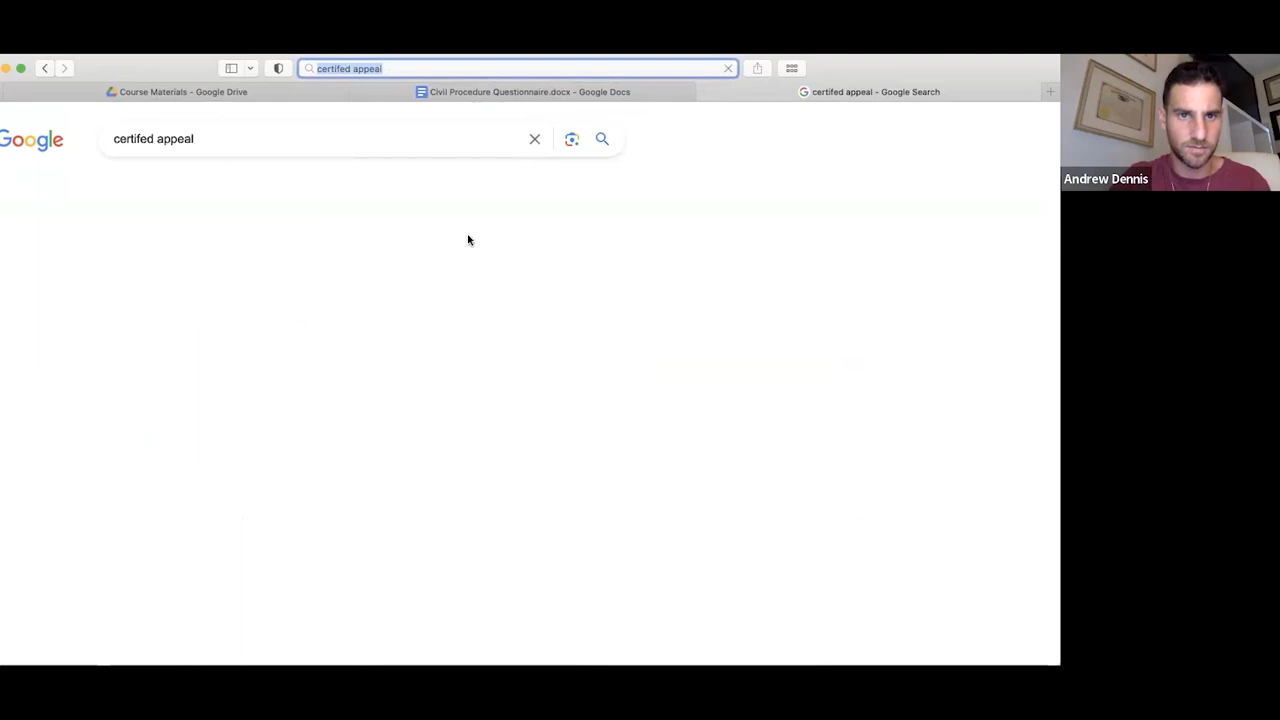 certifed appeal
Course Materials - Google Drive
Civil Procedure Questionnaire.docx - Google Docs
certifed appeal - Google Search
Google
certifed appeal
Andrew Dennis